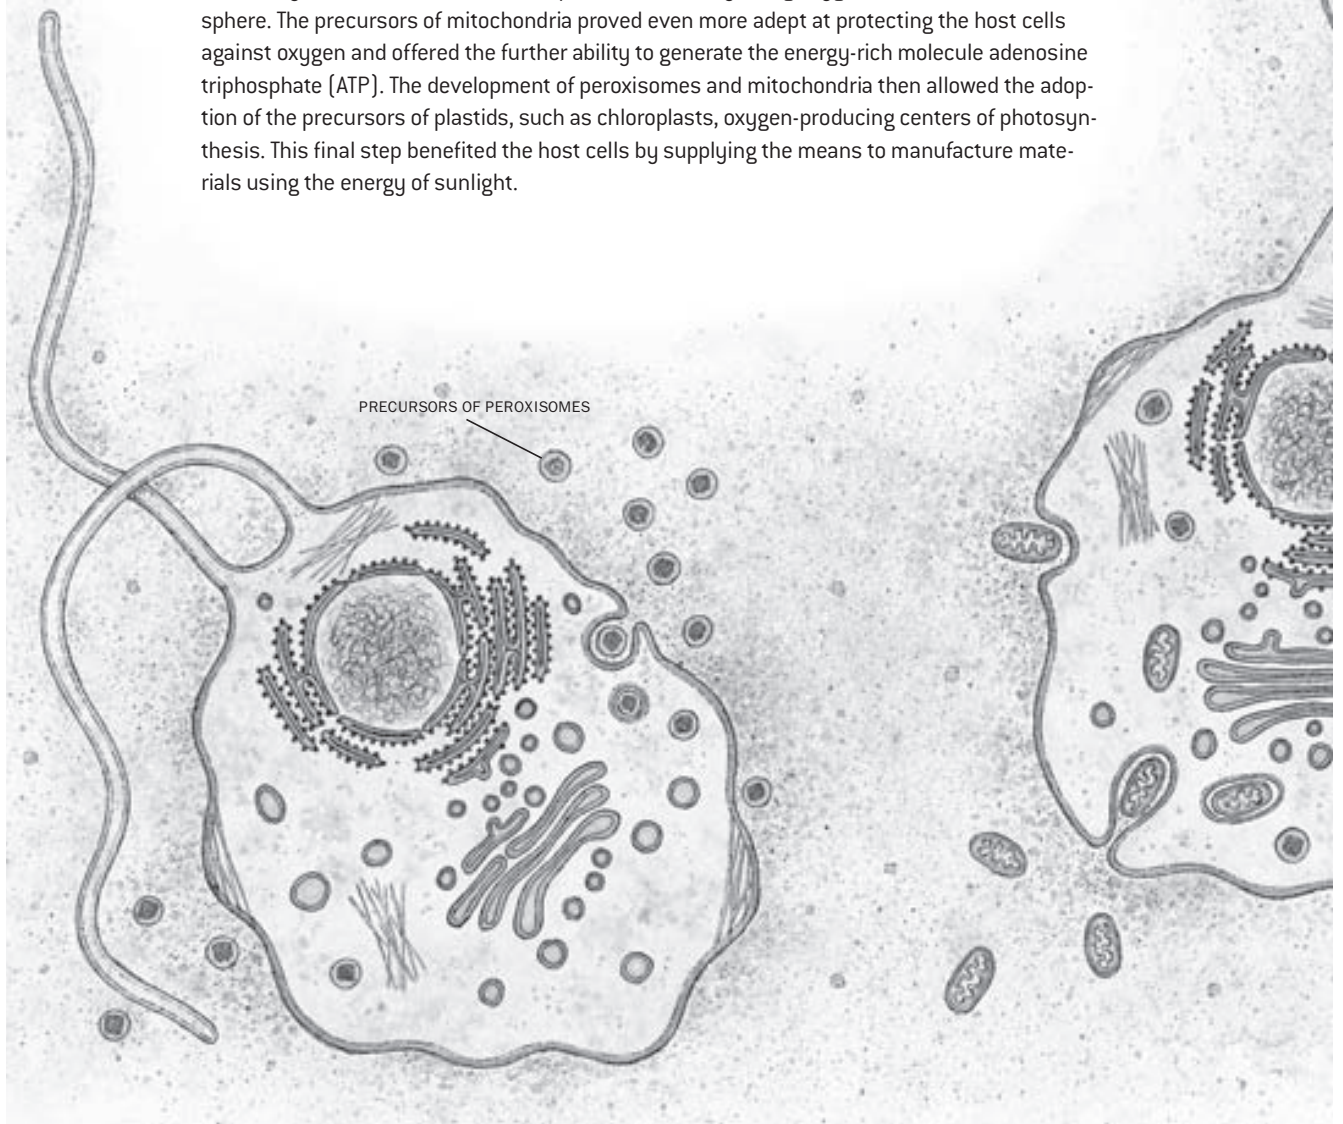 sphere. The precursors of mitochondria proved even more adept at protecting the host cells
against oxygen and offered the further ability to generate the energy-rich molecule adenosine
triphosphate (ATP). The development of peroxisomes and mitochondria then allowed the adop-
tion of the precursors of plastids, such as chloroplasts, oxygen-producing centers of photosyn-
thesis. This final step benefited the host cells by supplying the means to manufacture mate-
rials using the energy of sunlight.
PRECURSORS OF PEROXISOMES